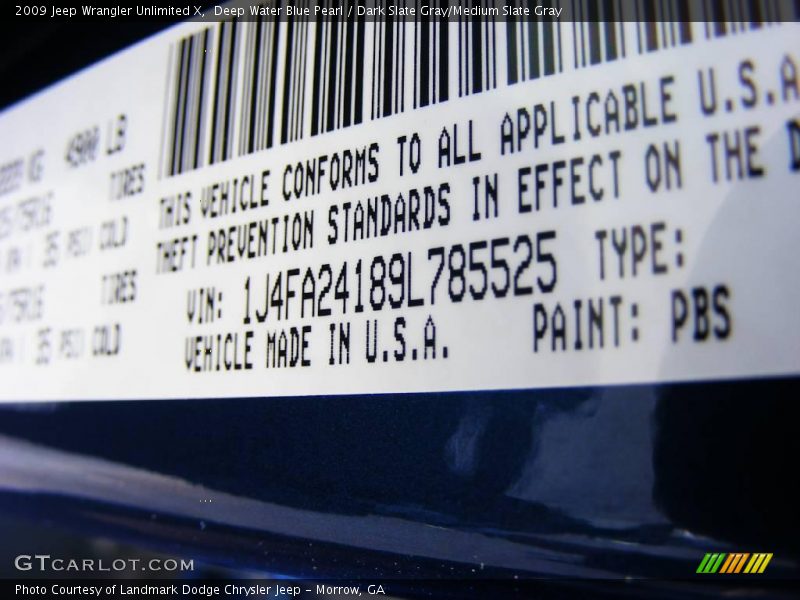 2009 Jeep Wrangler Unlimited X, Deep Water Blue Pearl / Dark Slate Gray/Medium Slate Gray
4900 LB
TIRES
35 PSI COLD
TIRES
35 PSI COLD
THIS VEHICLE CONFORMS TO ALL APPLICABLE U.S.A
THEFT PREVENTION STANDARDS IN EFFECT ON THE D
VIN: 1J4FA24189L785525 TYPE:
VEHICLE MADE IN U.S.A. PAINT: PBS
GTCARLOT.COM
Photo Courtesy of Landmark Dodge Chrysler Jeep - Morrow, GA